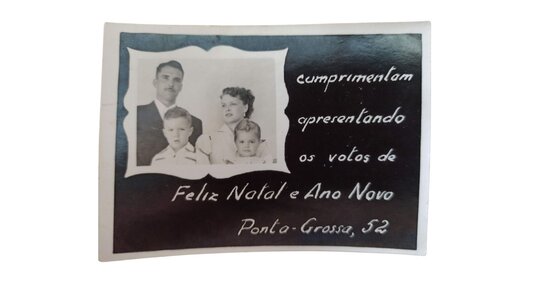 cumprimentam
apresentando
os votos de
Feliz Natal e Ano Novo
Ponta-Grossa, 52